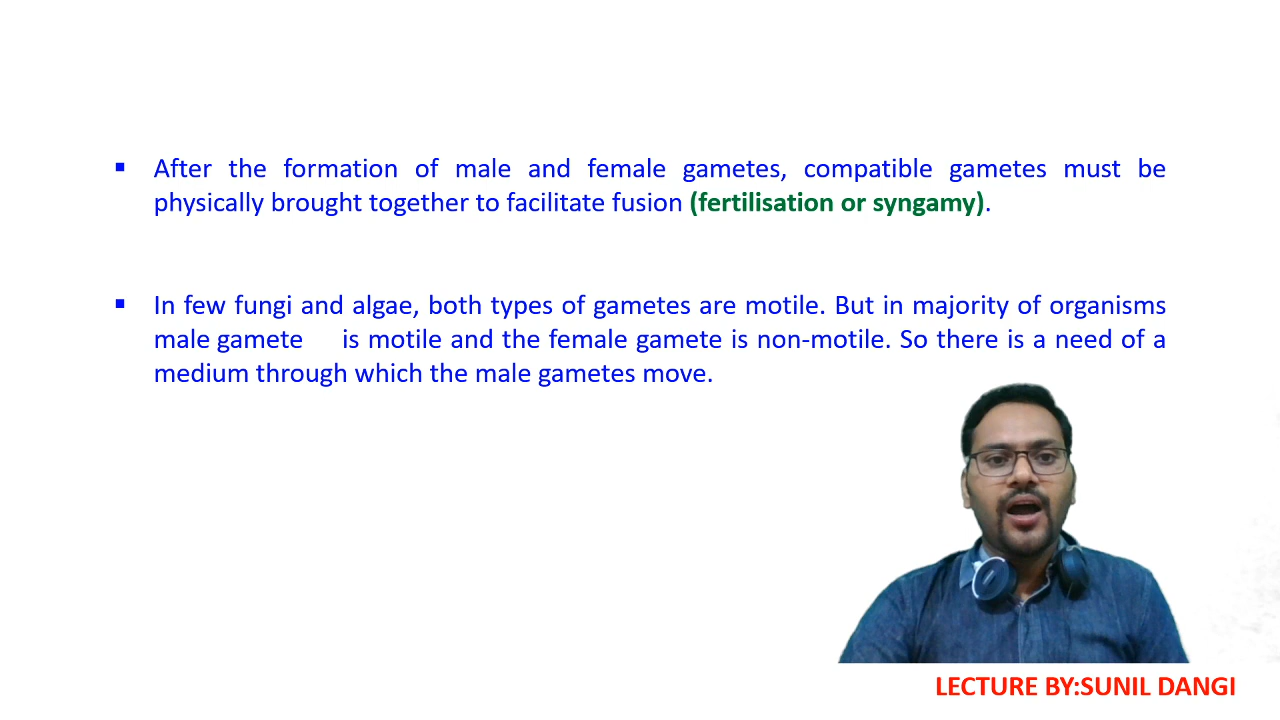 ▪ After the formation of male and female gametes, compatible gametes must be
physically brought together to facilitate fusion (fertilisation or syngamy).
▪ In few fungi and algae, both types of gametes are motile. But in majority of organisms
male gamete is motile and the female gamete is non-motile. So there is a need of a
medium through which the male gametes move.
LECTURE BY:SUNIL DANGI